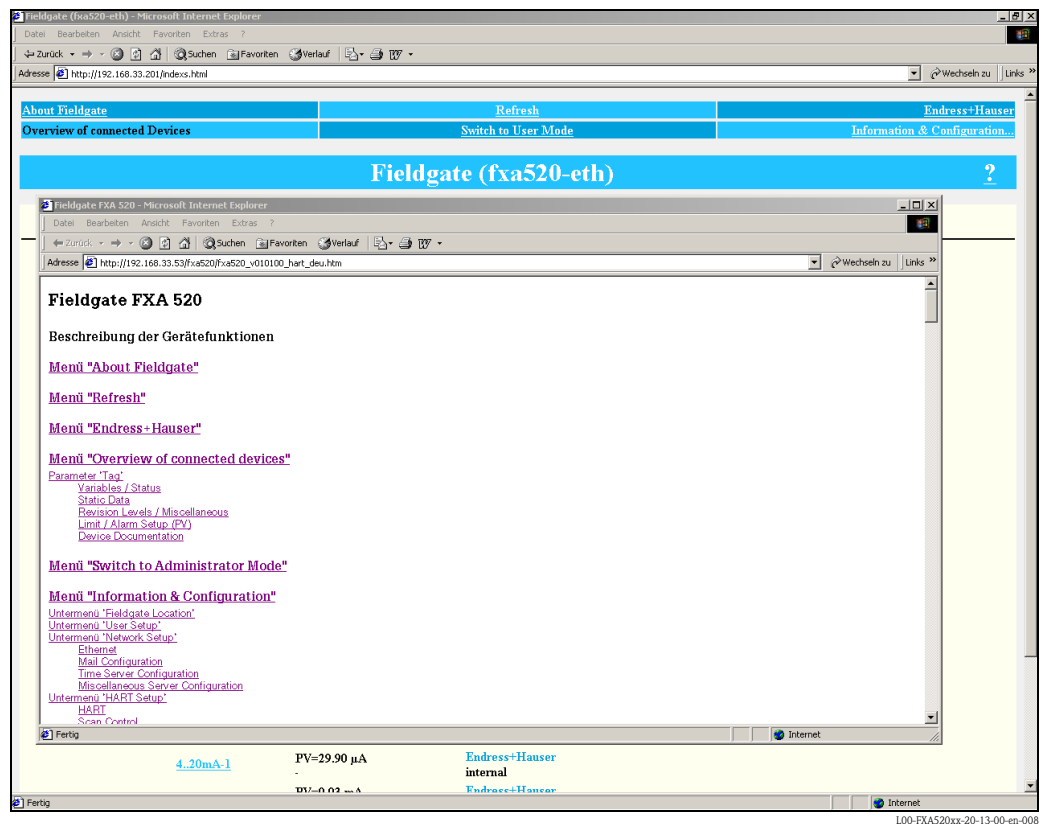 Fieldgate (fxa520-eth) - Microsoft Internet Explorer
Datei Bearbeiten Ansicht Favoriten Extras ?
Zurück Suchen Favoriten Verlauf
Adresse http://192.168.33.201/indexs.html Wechseln zu Links »
About Fieldgate Refresh Endress+Hauser
Overview of connected Devices Switch to User Mode Information & Configuration...
Fieldgate (fxa520-eth) ?
Fieldgate FXA 520 - Microsoft Internet Explorer
Datei Bearbeiten Ansicht Favoriten Extras ?
Zurück Suchen Favoriten Verlauf
Adresse http://192.168.33.53/fxa520/fxa520_v010100_hart_deu.htm Wechseln zu Links »
Fieldgate FXA 520
Beschreibung der Gerätefunktionen
Menü "About Fieldgate"
Menü "Refresh"
Menü "Endress+Hauser"
Menü "Overview of connected devices"
Parameter "Tag"
Variables / Status
Static Data
Revision Levels / Miscellaneous
Limit / Alarm Setup (PV)
Device Documentation
Menü "Switch to Administrator Mode"
Menü "Information & Configuration"
Untermenü "Fieldgate Location"
Untermenü "User Setup"
Untermenü "Network Setup"
Ethernet
Mail Configuration
Time Server Configuration
Miscellaneous Server Configuration
Untermenü "HART Setup"
HART
Scan Control
Fertig Internet
4..20mA-1 PV=29.90 µA Endress+Hauser
- internal
PV=0.03 mA Endress+Hauser
Fertig Internet
L00-FXA520xx-20-13-00-en-008